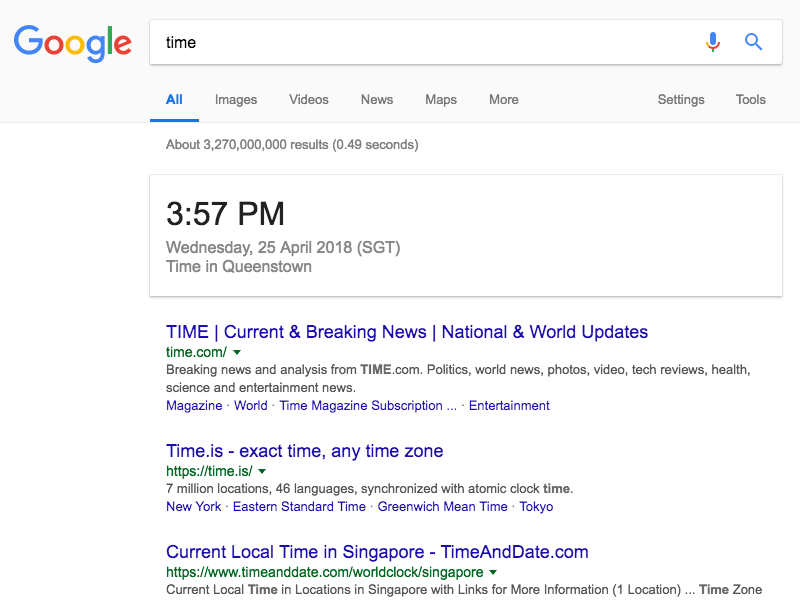 Google
time
All Images Videos News Maps More Settings Tools
About 3,270,000,000 results (0.49 seconds)
3:57 PM
Wednesday, 25 April 2018 (SGT)
Time in Queenstown
TIME | Current & Breaking News | National & World Updates
time.com/
Breaking news and analysis from TIME.com. Politics, world news, photos, video, tech reviews, health,
science and entertainment news.
Magazine · World · Time Magazine Subscription ... · Entertainment
Time.is - exact time, any time zone
https://time.is/
7 million locations, 46 languages, synchronized with atomic clock time.
New York · Eastern Standard Time · Greenwich Mean Time · Tokyo
Current Local Time in Singapore - TimeAndDate.com
https://www.timeanddate.com/worldclock/singapore
Current Local Time in Locations in Singapore with Links for More Information (1 Location) ... Time Zone